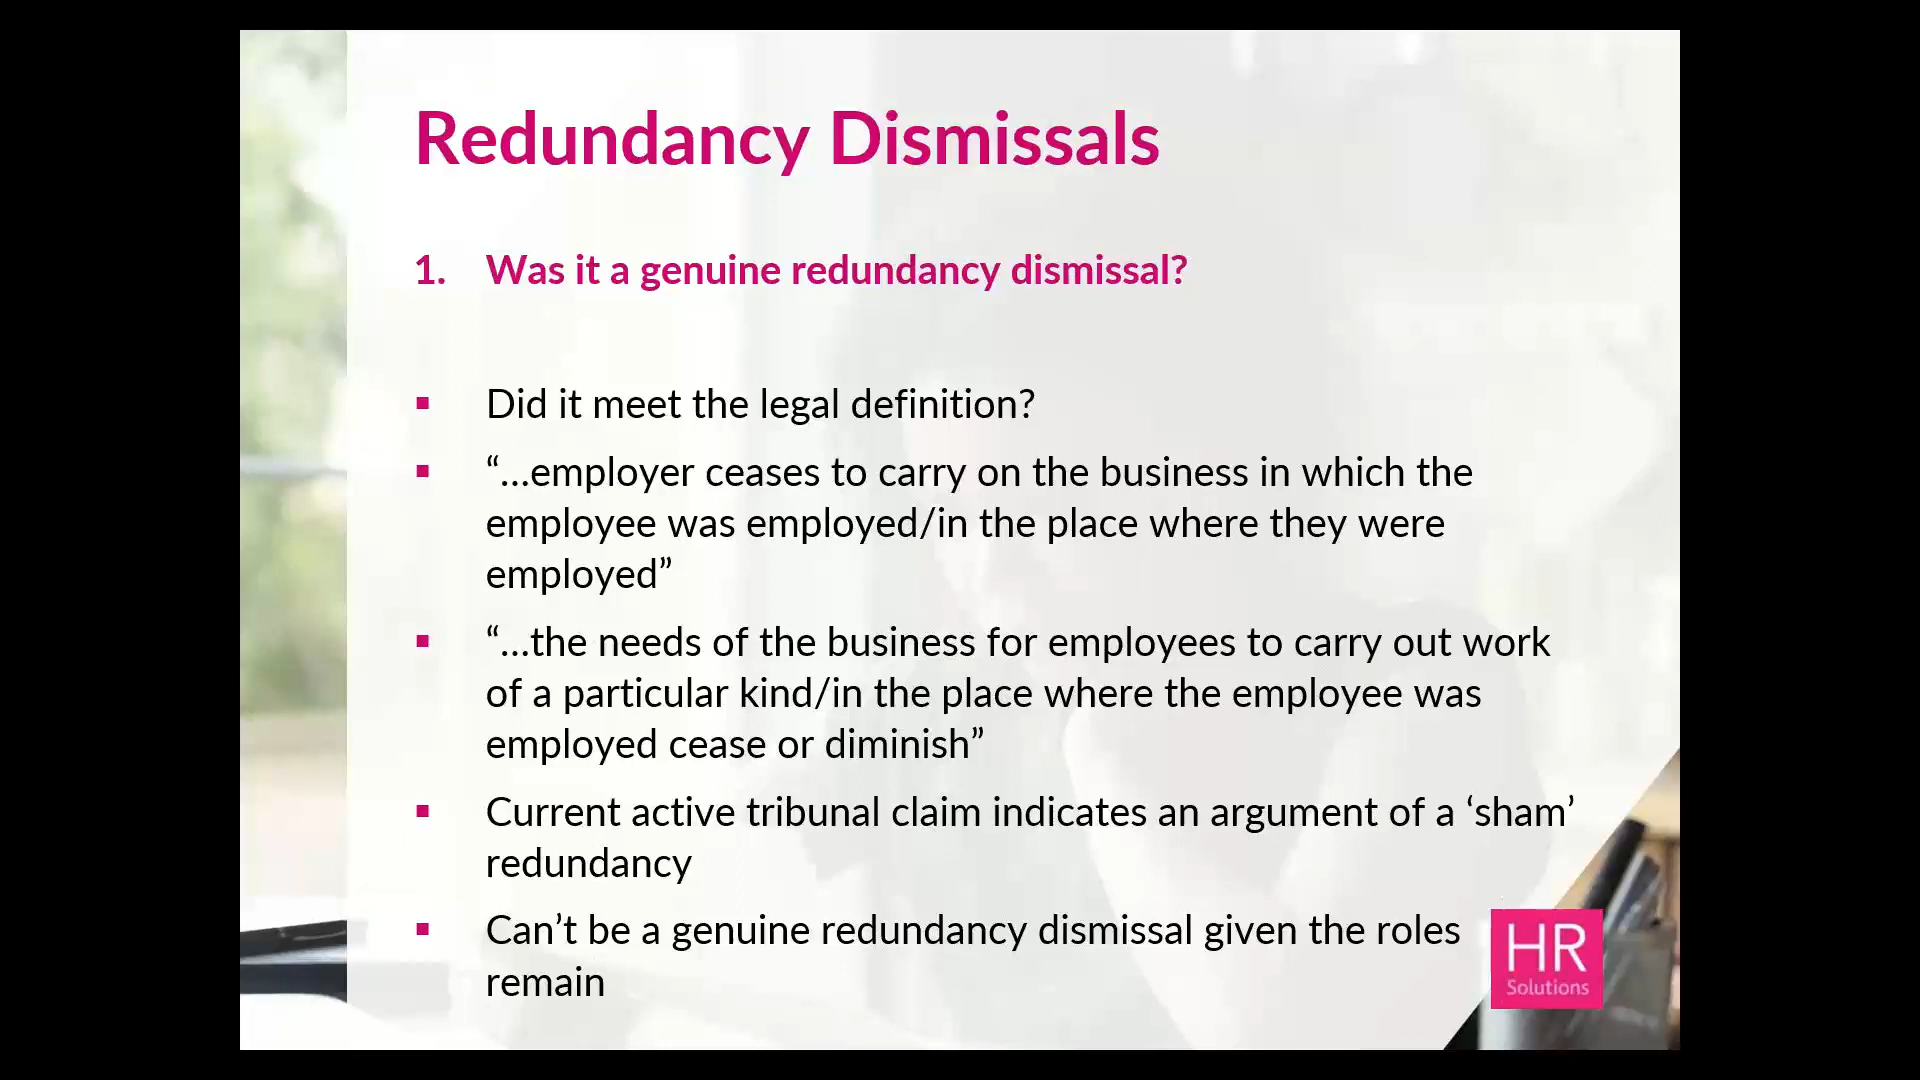 Redundancy Dismissals
1. Was it a genuine redundancy dismissal?
▪ Did it meet the legal definition?
▪ “…employer ceases to carry on the business in which the
employee was employed/in the place where they were
employed”
▪ “…the needs of the business for employees to carry out work
of a particular kind/in the place where the employee was
employed cease or diminish”
▪ Current active tribunal claim indicates an argument of a ‘sham’
redundancy
▪ Can’t be a genuine redundancy dismissal given the roles
remain
HR
Solutions